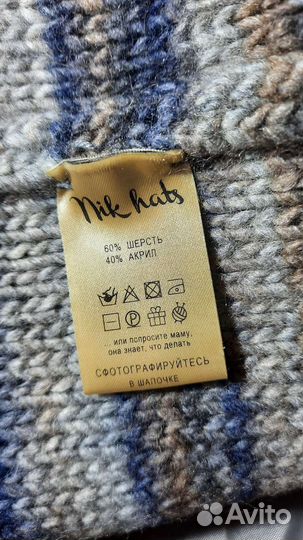 Nik hats
60% ШЕРСТЬ
40% АКРИЛ
P
... или попросите маму,
она знает, что делать
СФОТОГРАФИРУЙТЕСЬ
В ШАПОЧКЕ
Avito